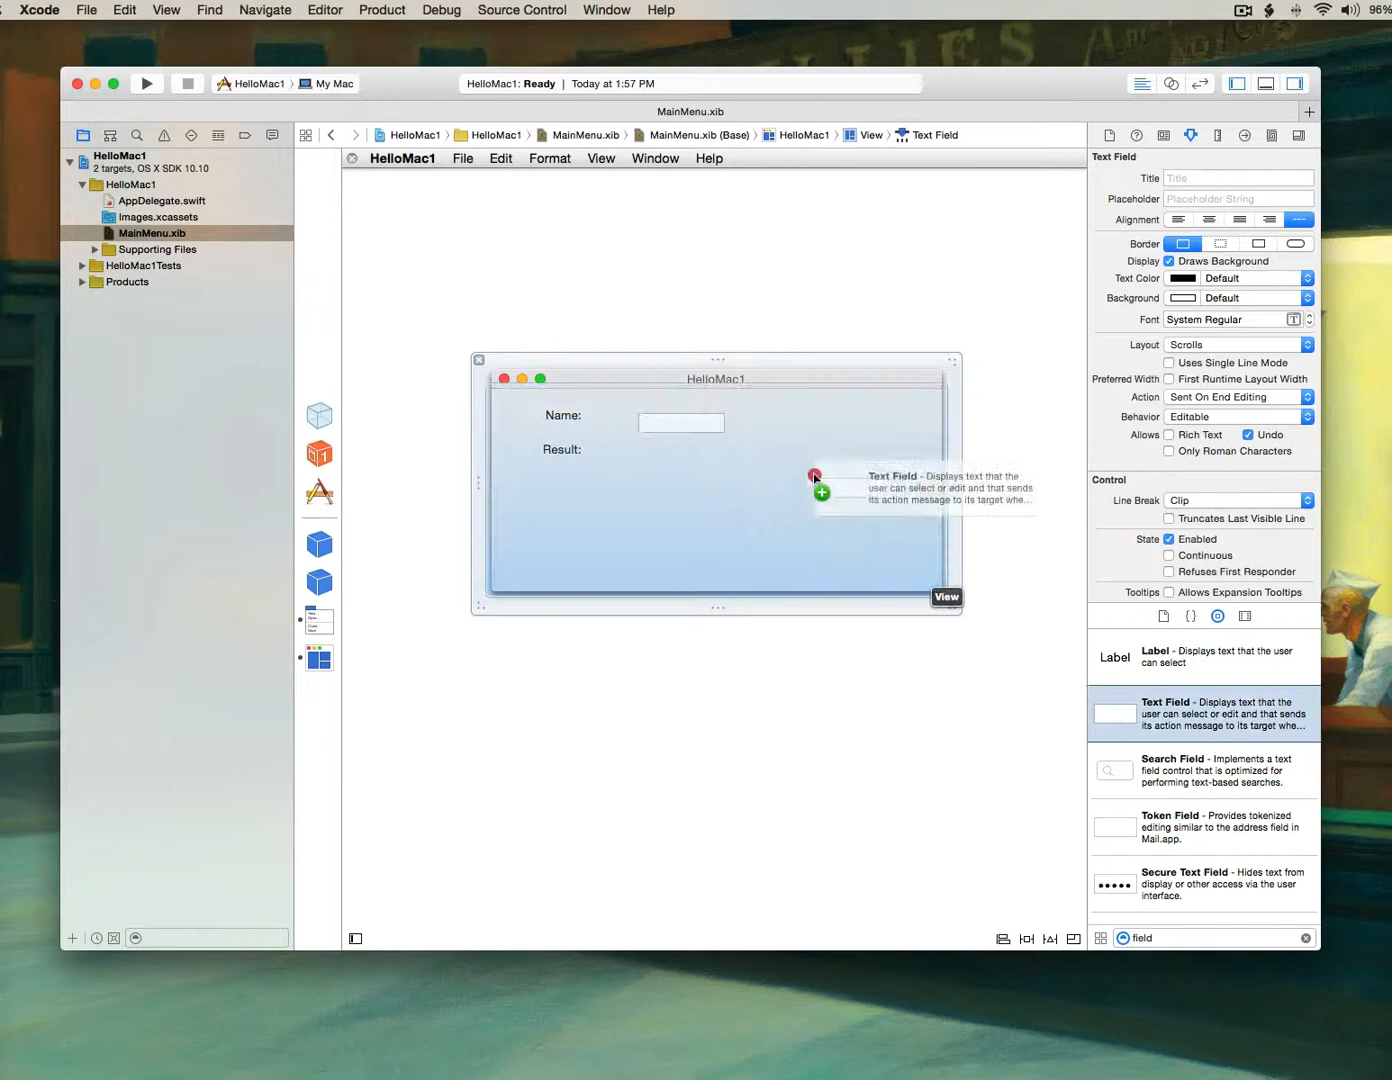 Xcode File Edit View Find Navigate Editor Product Debug Source Control Window Help 96%
HelloMac1 My Mac HelloMac1: Ready | Today at 1:57 PM
MainMenu.xib
HelloMac1 HelloMac1 MainMenu.xib MainMenu.xib (Base) HelloMac1 View Text Field
HelloMac1
2 targets, OS X SDK 10.10
HelloMac1
AppDelegate.swift
Images.xcassets
MainMenu.xib
Supporting Files
HelloMac1Tests
Products
HelloMac1 File Edit Format View Window Help
HelloMac1
Name:
Result:
Text Field - Displays text that the
user can select or edit and that sends
its action message to its target whe...
View
Text Field
Title Title
Placeholder Placeholder String
Alignment
Border
Display Draws Background
Text Color Default
Background Default
Font System Regular T
Layout Scrolls
Uses Single Line Mode
Preferred Width First Runtime Layout Width
Action Sent On End Editing
Behavior Editable
Allows Rich Text Undo
Only Roman Characters
Control
Line Break Clip
Truncates Last Visible Line
State Enabled
Continuous
Refuses First Responder
Tooltips Allows Expansion Tooltips
Label Label - Displays text that the user
can select
Text Field - Displays text that the
user can select or edit and that sends
its action message to its target whe...
Search Field - Implements a text
field control that is optimized for
performing text-based searches.
Token Field - Provides tokenized
editing similar to the address field in
Mail.app.
Secure Text Field - Hides text from
display or other access via the user
interface.
field